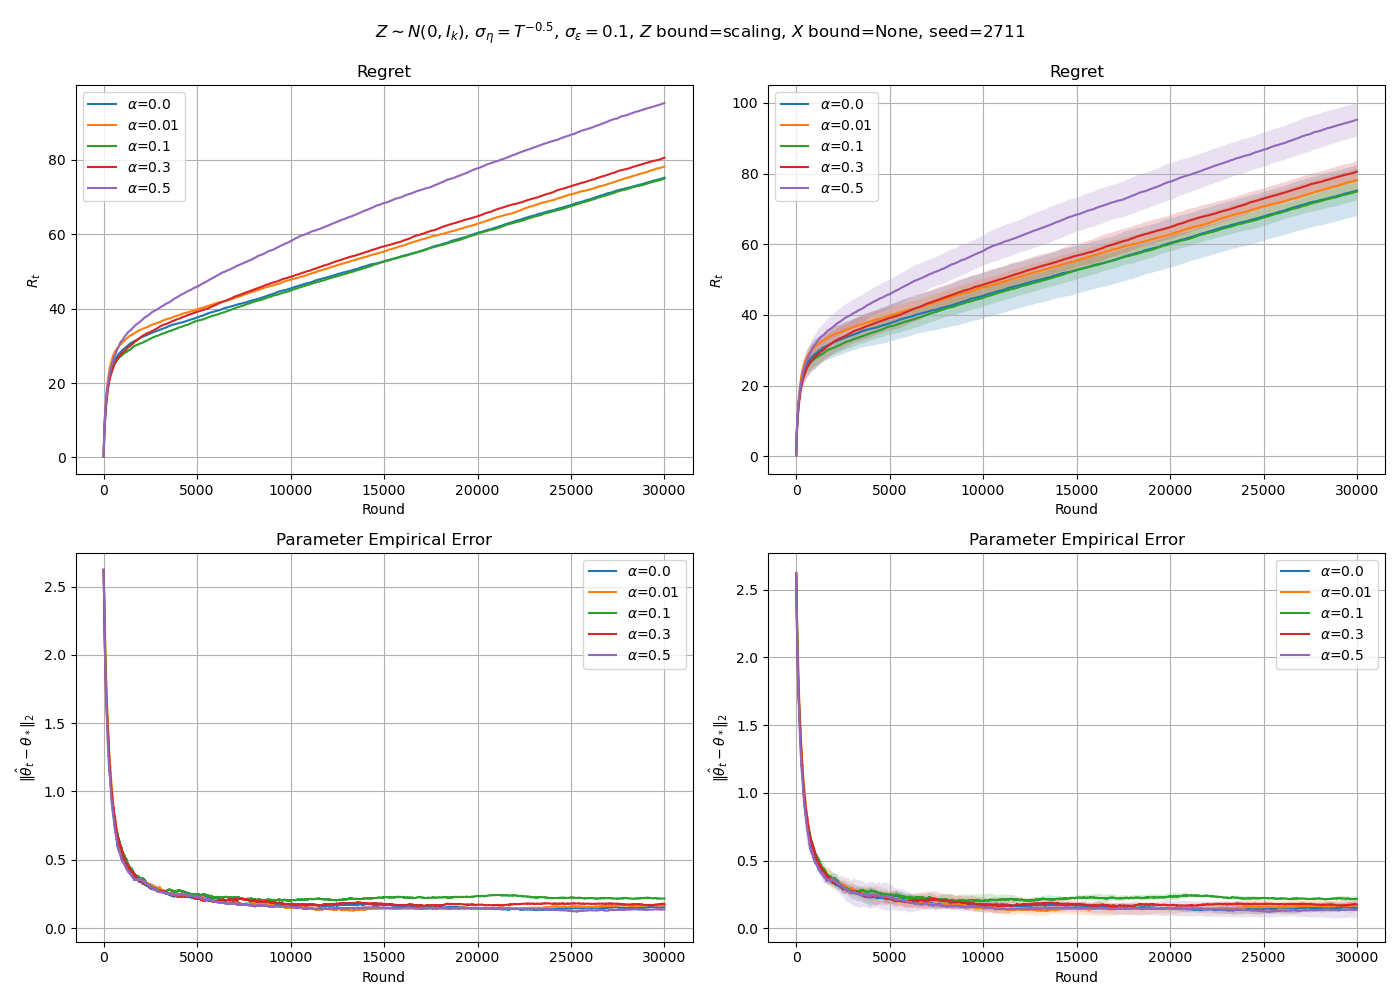 Z ~ N(0, I_k), σ_η = T^{-0.5}, σ_ε = 0.1, Z bound=scaling, X bound=None, seed=2711
Regret
R_t
80
60
40
20
0
α=0.0
α=0.01
α=0.1
α=0.3
α=0.5
0 5000 10000 15000 20000 25000 30000
Round
Regret
R_t
100
80
60
40
20
0
α=0.0
α=0.01
α=0.1
α=0.3
α=0.5
0 5000 10000 15000 20000 25000 30000
Round
Parameter Empirical Error
‖θ̂_t − θ_*‖₂
2.5
2.0
1.5
1.0
0.5
0.0
α=0.0
α=0.01
α=0.1
α=0.3
α=0.5
0 5000 10000 15000 20000 25000 30000
Round
Parameter Empirical Error
‖θ̂_t − θ_*‖₂
2.5
2.0
1.5
1.0
0.5
0.0
α=0.0
α=0.01
α=0.1
α=0.3
α=0.5
0 5000 10000 15000 20000 25000 30000
Round